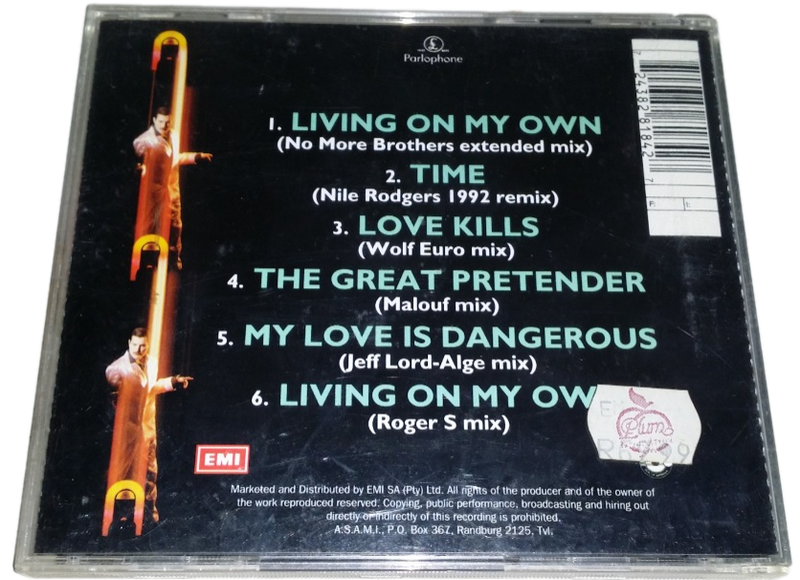 Parlophone
7 24382 81842 7
1. LIVING ON MY OWN
(No More Brothers extended mix)
2. TIME
(Nile Rodgers 1992 remix)
3. LOVE KILLS
(Wolf Euro mix)
4. THE GREAT PRETENDER
(Malouf mix)
5. MY LOVE IS DANGEROUS
(Jeff Lord-Alge mix)
6. LIVING ON MY OW
(Roger S mix)
Plum
EMI
Marketed and Distributed by EMI SA (Pty) Ltd. All rights of the producer and of the owner of
the work reproduced reserved. Copying, public performance, broadcasting and hiring out
directly or indirectly of this recording is prohibited.
A.S.A.M.I., P.O. Box 367, Randburg 2125, Tvl.